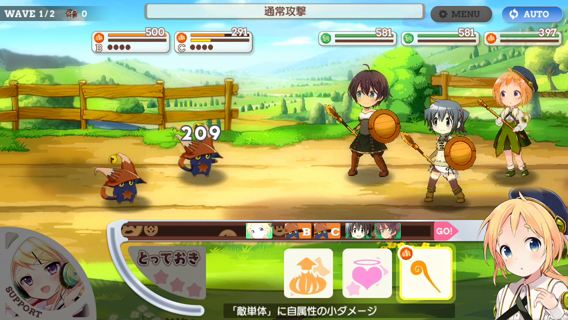 WAVE 1/2 0
通常攻撃
MENU
AUTO
500
B
291
C
581
581
397
209
B C GO!
とっておき
SUPPORT
「敵単体」に自属性の小ダメージ